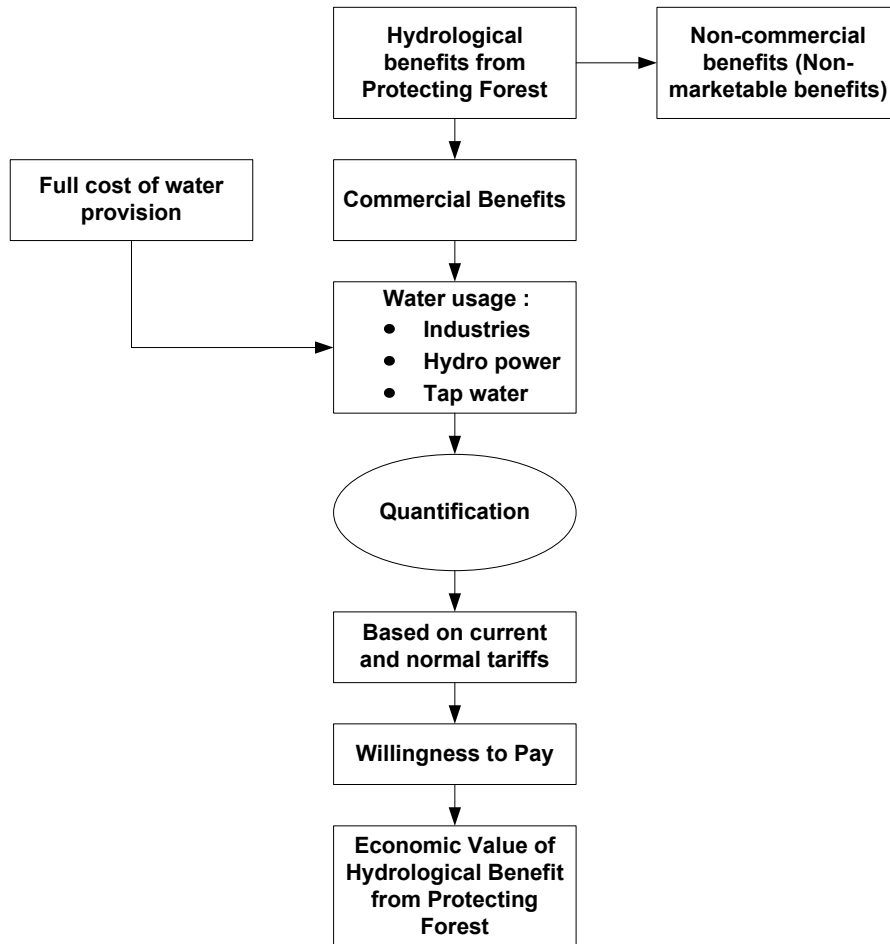 Hydrological
benefits from
Protecting Forest
Non-commercial
benefits (Non-
marketable benefits)
Full cost of water
provision
Commercial Benefits
Water usage :
● Industries
● Hydro power
● Tap water
Quantification
Based on current
and normal tariffs
Willingness to Pay
Economic Value of
Hydrological Benefit
from Protecting
Forest